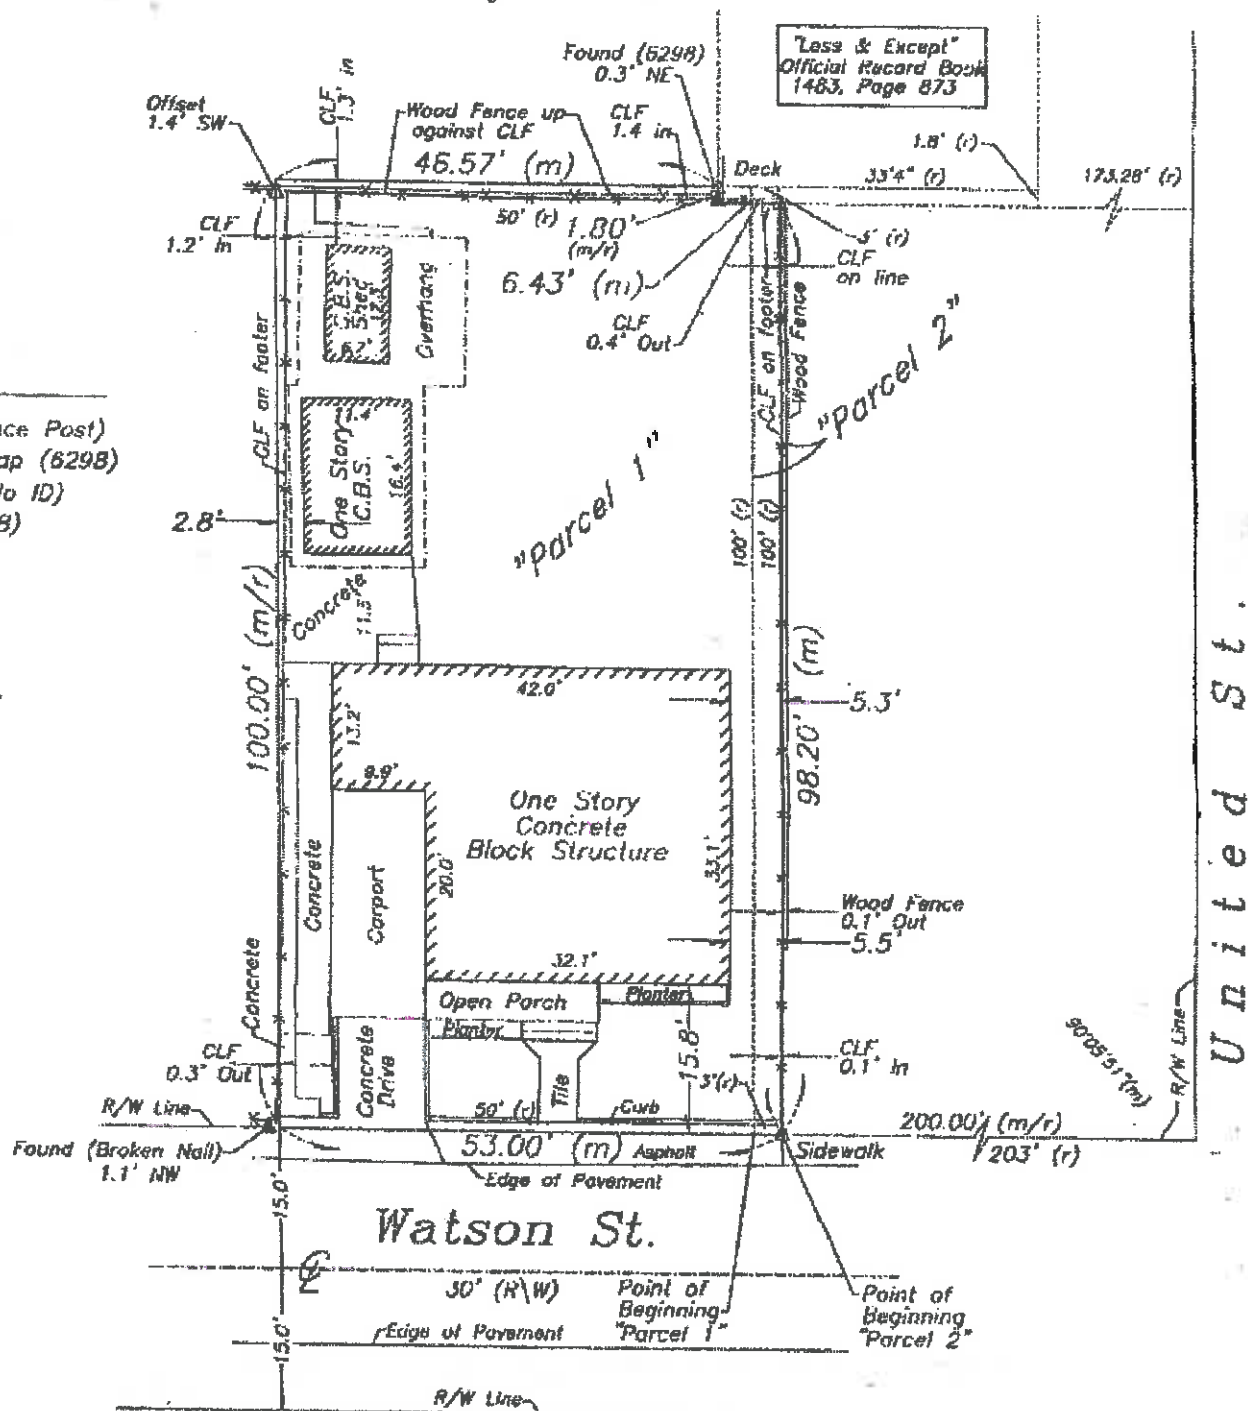 "Less & Except"
Official Record Book
1483, Page 873
Found (6298)
0.3' NE
CLF
1.3' in
Offset
1.4' SW
Wood Fence up
against CLF
CLF
1.4 in
46.57' (m)
Deck
1.8' (r)
33'4" (r)
173.28' (r)
50' (r)
1.80'
(m/r)
CLF
1.2' in
3' (r)
CLF
on line
6.43' (m)
C.B.S.
Shed
12.3'
6.7'
Overhang
CLF
0.4' Out
CLF on footer
Wood Fence
"Parcel 2"
CLF on footer
ce Post)
ap (6298)
o ID)
8)
11.4'
One Story
C.B.S.
16.4'
"Parcel 1"
2.8'
100' (r)
100' (r)
Concrete
11.5'
100.00' (m/r)
42.0'
13.2'
9.9'
5.3'
98.20' (m)
One Story
Concrete
Block Structure
33.1'
20.0'
Concrete
Carport
Wood Fence
0.1' Out
5.5'
32.1'
Concrete
Open Porch
Planter
Planter
15.8'
CLF
0.3' Out
Concrete
Drive
Tile
CLF
0.1' In
3'(r)
90°05'51"(m)
R/W Line
United St.
R/W Line
50' (r)
Curb
200.00' (m/r)
203' (r)
Found (Broken Nail)
1.1' NW
53.00' (m)
Asphalt
Sidewalk
Edge of Pavement
15.0'
Watson St.
30' (R\W)
Point of
Beginning
"Parcel 1"
Point of
Beginning
"Parcel 2"
Edge of Pavement
15.0'
R/W Line